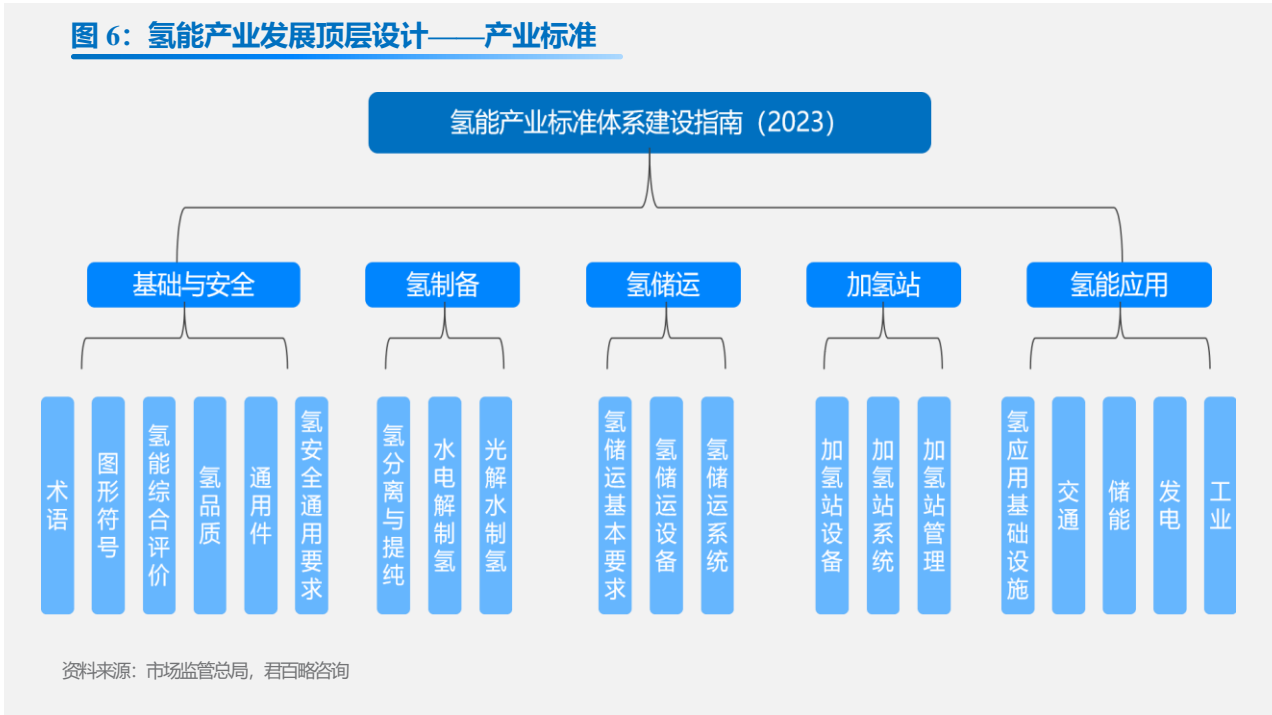 图 6：氢能产业发展顶层设计——产业标准
氢能产业标准体系建设指南（2023）
基础与安全
氢制备
氢储运
加氢站
氢能应用
术语
图形符号
氢能综合评价
氢品质
通用件
氢安全通用要求
氢分离与提纯
水电解制氢
光解水制氢
氢储运基本要求
氢储运设备
氢储运系统
加氢站设备
加氢站系统
加氢站管理
氢应用基础设施
交通
储能
发电
工业
资料来源：市场监管总局，君百略咨询